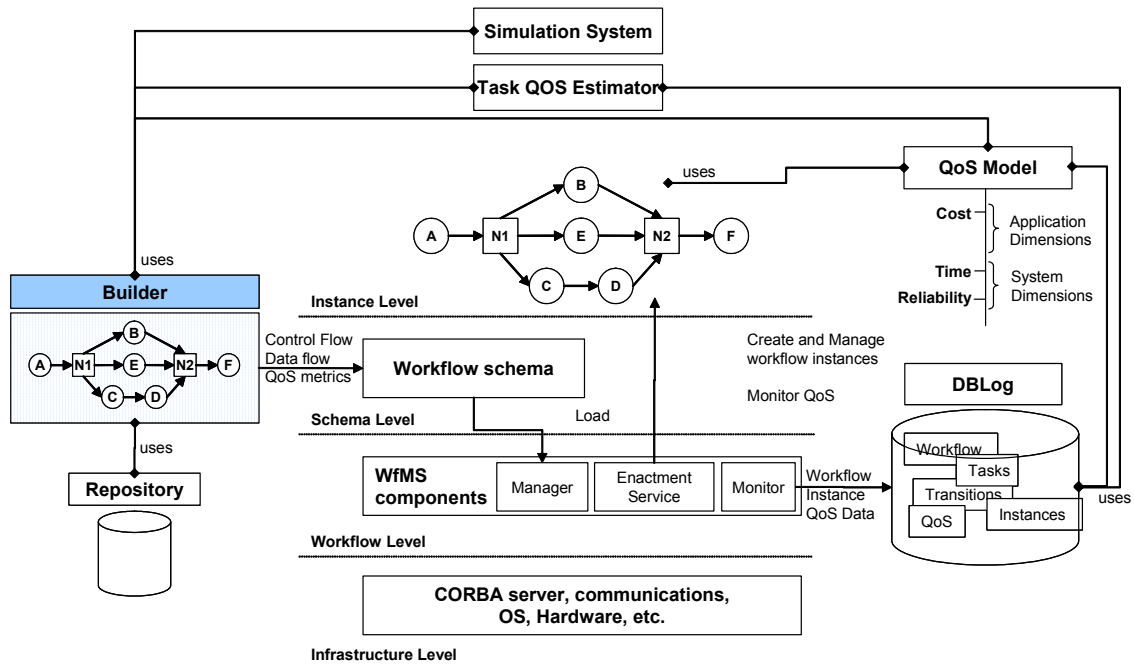 Simulation System
Task QOS Estimator
QoS Model
uses
B
A
N1
E
N2
F
C
D
Cost
Application
Dimensions
Time
System
Dimensions
Reliability
uses
Builder
Instance Level
B
A
N1
E
N2
F
C
D
Control Flow
Data flow
QoS metrics
Workflow schema
Create and Manage
workflow instances
Monitor QoS
DBLog
Load
Schema Level
uses
Repository
WfMS
components
Manager
Enactment
Service
Monitor
Workflow
Instance
QoS Data
Workflow
Tasks
Transitions
QoS
Instances
uses
Workflow Level
CORBA server, communications,
OS, Hardware, etc.
Infrastructure Level